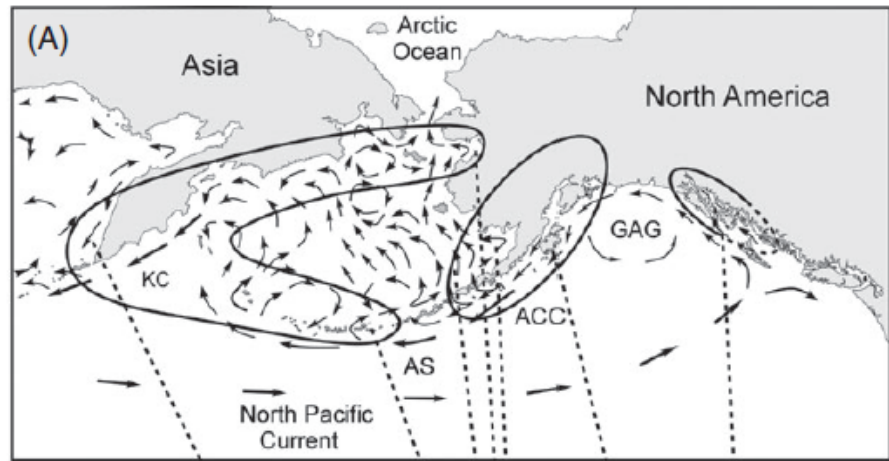 (A)
Arctic
Ocean
Asia
North America
GAG
KC
ACC
AS
North Pacific
Current